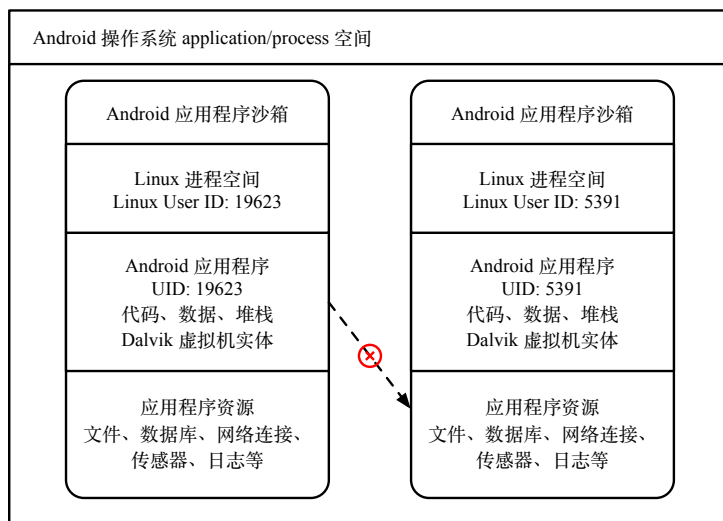 Android 操作系统 application/process 空间
Android 应用程序沙箱
Linux 进程空间
Linux User ID: 19623
Android 应用程序
UID: 19623
代码、数据、堆栈
Dalvik 虚拟机实体
应用程序资源
文件、数据库、网络连接、
传感器、日志等
Android 应用程序沙箱
Linux 进程空间
Linux User ID: 5391
Android 应用程序
UID: 5391
代码、数据、堆栈
Dalvik 虚拟机实体
应用程序资源
文件、数据库、网络连接、
传感器、日志等